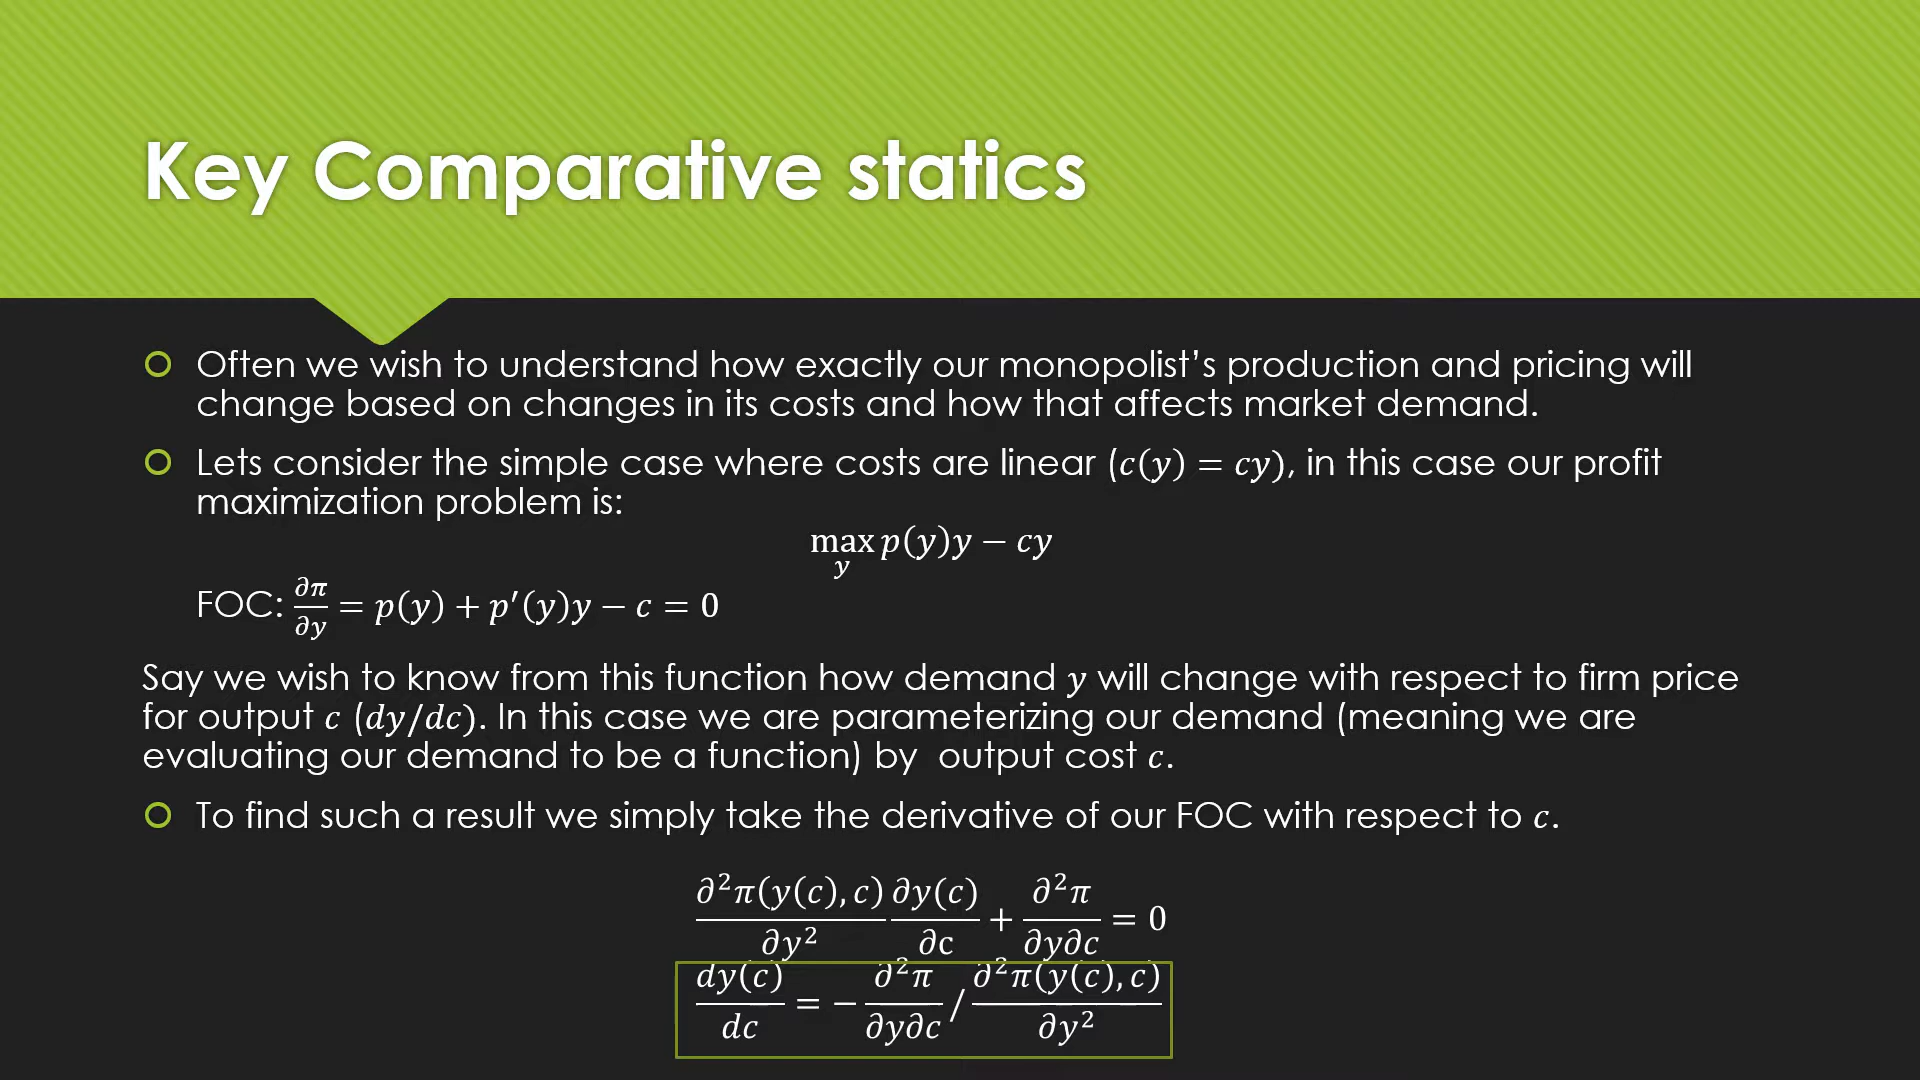 Key Comparative statics
Often we wish to understand how exactly our monopolist’s production and pricing will
change based on changes in its costs and how that affects market demand.
Lets consider the simple case where costs are linear (c(y) = cy), in this case our profit
maximization problem is:
max_y p(y)y − cy
FOC: ∂π/∂y = p(y) + p′(y)y − c = 0
Say we wish to know from this function how demand y will change with respect to firm price
for output c (dy/dc). In this case we are parameterizing our demand (meaning we are
evaluating our demand to be a function) by output cost c.
To find such a result we simply take the derivative of our FOC with respect to c.
∂²π(y(c), c)/∂y² ∂y(c)/∂c + ∂²π/∂y∂c = 0
dy(c)/dc = − ∂²π/∂y∂c / ∂²π(y(c), c)/∂y²